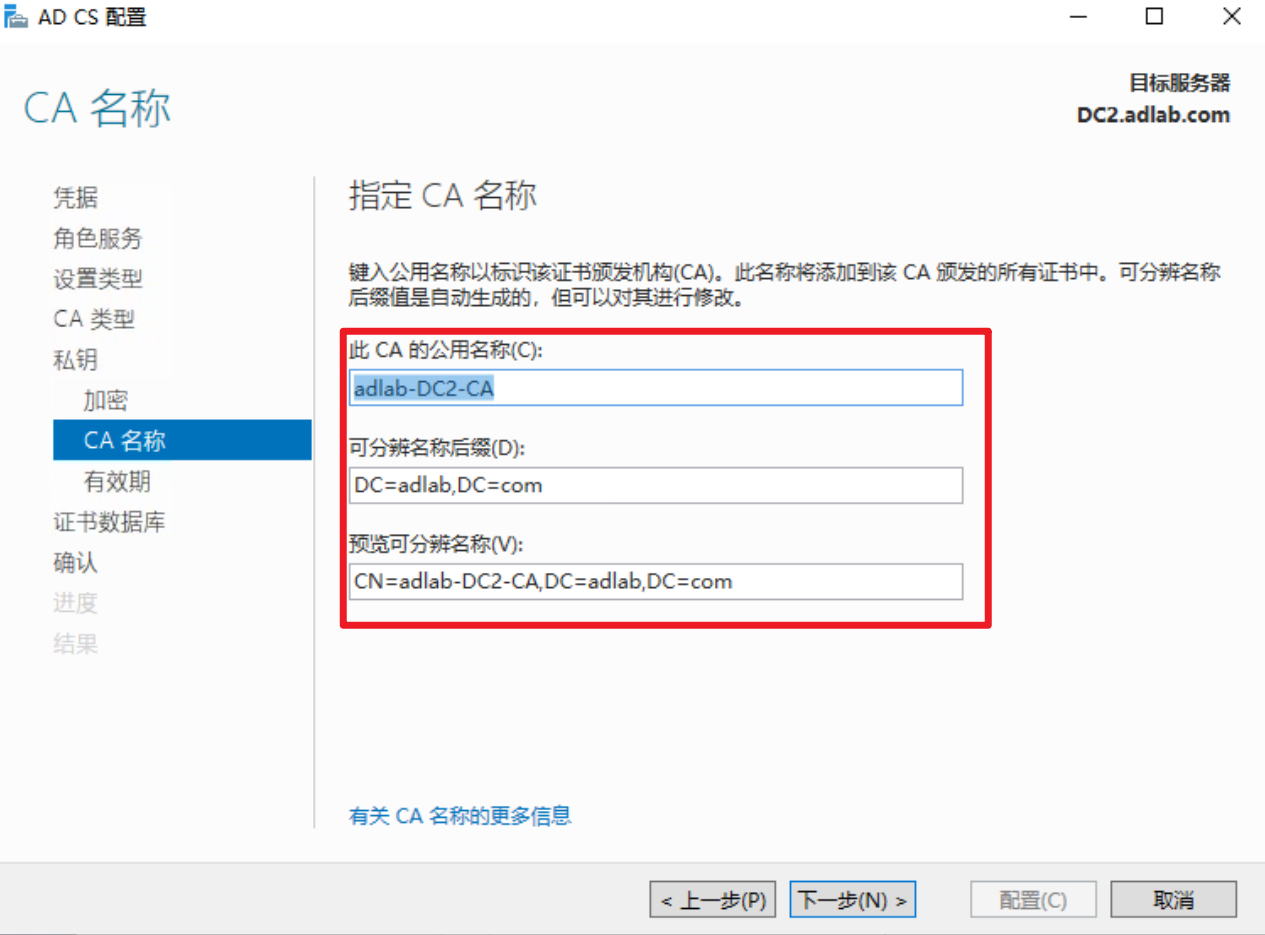 AD CS 配置
CA 名称
目标服务器
DC2.adlab.com
凭据
角色服务
设置类型
CA 类型
私钥
加密
CA 名称
有效期
证书数据库
确认
进度
结果
指定 CA 名称
键入公用名称以标识该证书颁发机构(CA)。此名称将添加到该 CA 颁发的所有证书中。可分辨名称
后缀值是自动生成的，但可以对其进行修改。
此 CA 的公用名称(C):
adlab-DC2-CA
可分辨名称后缀(D):
DC=adlab,DC=com
预览可分辨名称(V):
CN=adlab-DC2-CA,DC=adlab,DC=com
有关 CA 名称的更多信息
< 上一步(P)
下一步(N) >
配置(C)
取消